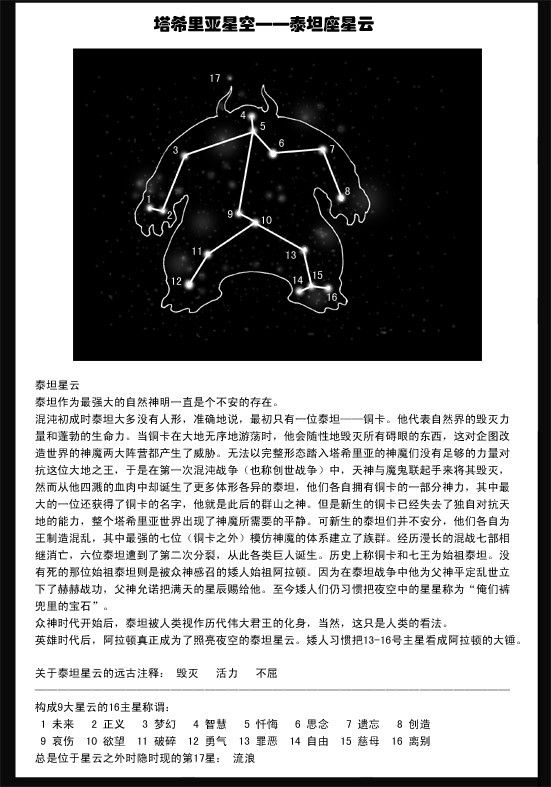 塔希里亚星空——泰坦座星云
17
4
5
6
7
3
8
1
2
9
10
11
13
12
14
15
16
泰坦星云
泰坦作为最强大的自然神明一直是个不安的存在。
混沌初成时泰坦大多没有人形，准确地说，最初只有一位泰坦——铜卡。他代表自然界的毁灭力
量和蓬勃的生命力。当铜卡在大地无序地游荡时，他会随性地毁灭所有碍眼的东西，这对企图改
造世界的神魔两大阵营都产生了威胁。无法以完整形态踏入塔希里亚的神魔们没有足够的力量对
抗这位大地之王，于是在第一次混沌战争（也称创世战争）中，天神与魔鬼联起手来将其毁灭，
然而从他四溅的血肉中却诞生了更多体形各异的泰坦，他们各自拥有铜卡的一部分神力，其中最
大的一位还获得了铜卡的名字，他就是此后的群山之神。但是新生的铜卡已经失去了独自对抗天
地的能力，整个塔希里亚世界出现了神魔所需要的平静。可新生的泰坦们并不安分，他们各自为
王制造混乱，其中最强的七位（铜卡之外）模仿神魔的体系建立了族群。经历漫长的混战七部相
继消亡，六位泰坦遭到了第二次分裂，从此各类巨人诞生。历史上称铜卡和七王为始祖泰坦。没
有死的那位始祖泰坦则是被众神感召的矮人始祖阿拉顿。因为在泰坦战争中他为父神平定乱世立
下了赫赫战功，父神允诺把满天的星辰赐给他。至今矮人们仍习惯把夜空中的星星称为“俺们裤
兜里的宝石”。
众神时代开始后，泰坦被人类视作历代伟大君王的化身，当然，这只是人类的看法。
英雄时代后，阿拉顿真正成为了照亮夜空的泰坦星云。矮人习惯把13-16号主星看成阿拉顿的大锤。
关于泰坦星云的远古注释： 毁灭 活力 不屈
构成9大星云的16主星称谓：
1 未来 2 正义 3 梦幻 4 智慧 5 忏悔 6 思念 7 遗忘 8 创造
9 哀伤 10 欲望 11 破碎 12 勇气 13 罪恶 14 自由 15 慈母 16 离别
总是位于星云之外时隐时现的第17星： 流浪